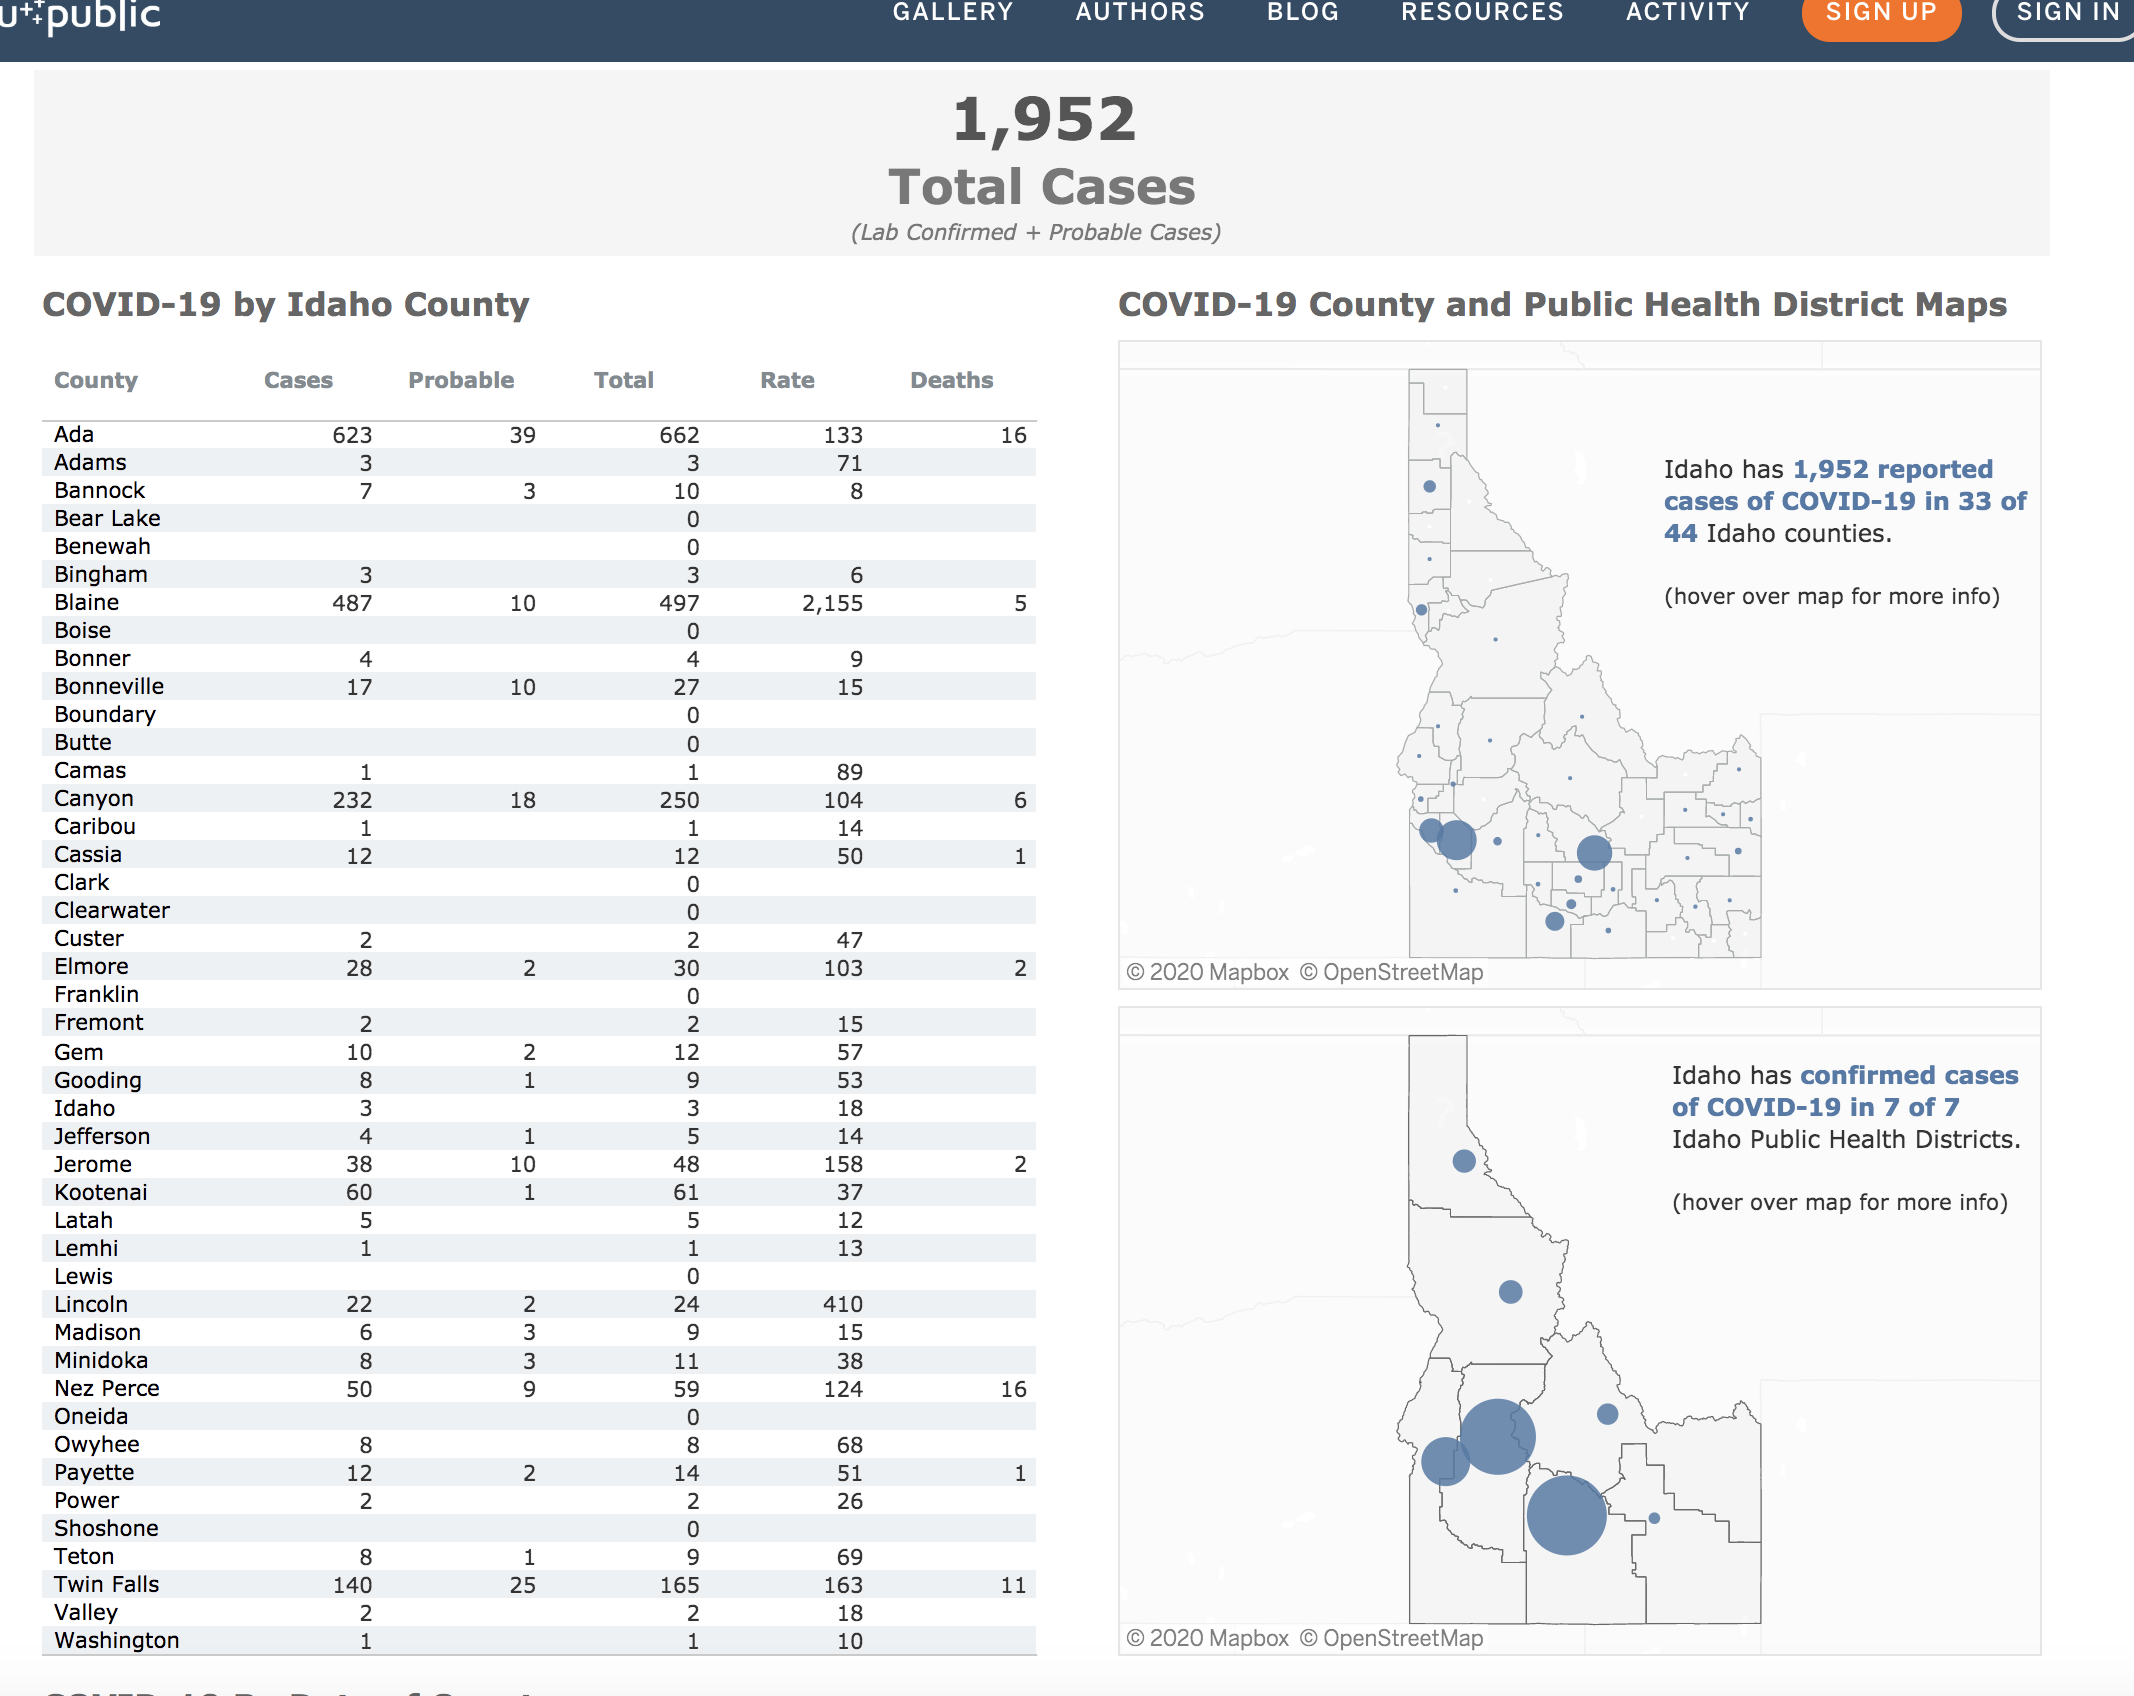 public
GALLERY AUTHORS BLOG RESOURCES ACTIVITY SIGN UP SIGN IN
1,952
Total Cases
(Lab Confirmed + Probable Cases)
COVID-19 by Idaho County
County Cases Probable Total Rate Deaths
Ada 623 39 662 133 16
Adams 3 3 71
Bannock 7 3 10 8
Bear Lake 0
Benewah 0
Bingham 3 3 6
Blaine 487 10 497 2,155 5
Boise 0
Bonner 4 4 9
Bonneville 17 10 27 15
Boundary 0
Butte 0
Camas 1 1 89
Canyon 232 18 250 104 6
Caribou 1 1 14
Cassia 12 12 50 1
Clark 0
Clearwater 0
Custer 2 2 47
Elmore 28 2 30 103 2
Franklin 0
Fremont 2 2 15
Gem 10 2 12 57
Gooding 8 1 9 53
Idaho 3 3 18
Jefferson 4 1 5 14
Jerome 38 10 48 158 2
Kootenai 60 1 61 37
Latah 5 5 12
Lemhi 1 1 13
Lewis 0
Lincoln 22 2 24 410
Madison 6 3 9 15
Minidoka 8 3 11 38
Nez Perce 50 9 59 124 16
Oneida 0
Owyhee 8 8 68
Payette 12 2 14 51 1
Power 2 2 26
Shoshone 0
Teton 8 1 9 69
Twin Falls 140 25 165 163 11
Valley 2 2 18
Washington 1 1 10
COVID-19 County and Public Health District Maps
Idaho has 1,952 reported
cases of COVID-19 in 33 of
44 Idaho counties.
(hover over map for more info)
© 2020 Mapbox © OpenStreetMap
Idaho has confirmed cases
of COVID-19 in 7 of 7
Idaho Public Health Districts.
(hover over map for more info)
© 2020 Mapbox © OpenStreetMap